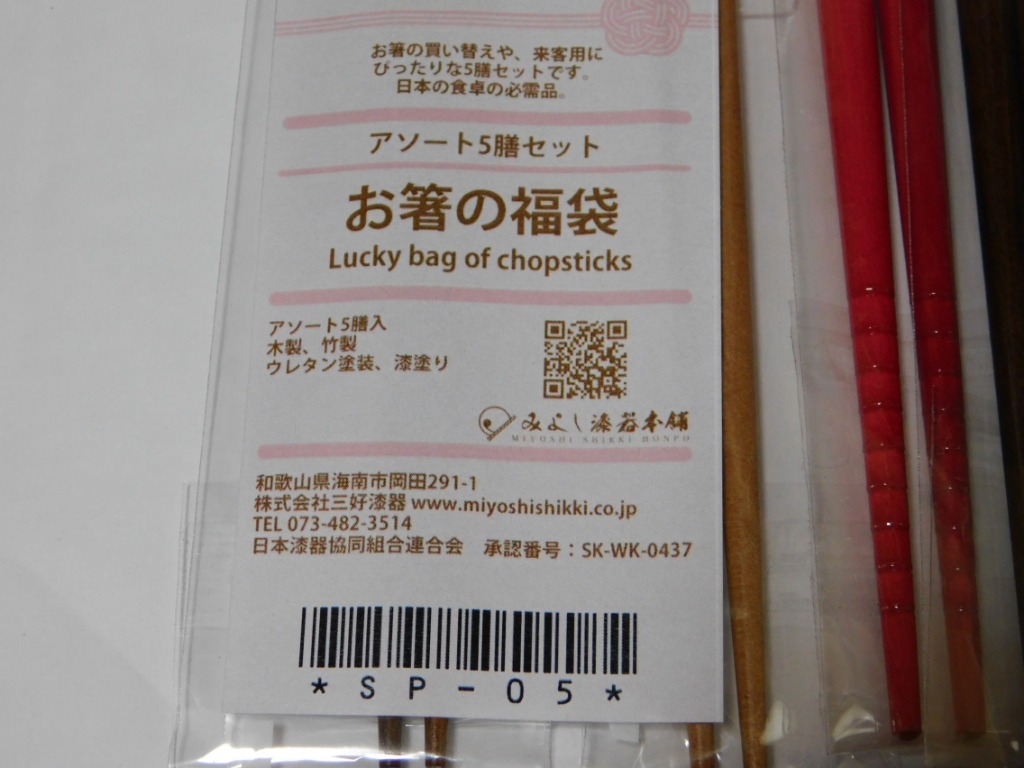 お箸の買い替えや、来客用に
ぴったりな5膳セットです。
日本の食卓の必需品。
アソート5膳セット
お箸の福袋
Lucky bag of chopsticks
アソート5膳入
木製、竹製
ウレタン塗装、漆塗り
みよし漆器本舗
MIYOSHI SHIKKI HONPO
和歌山県海南市岡田291-1
株式会社三好漆器 www.miyoshishikki.co.jp
TEL 073-482-3514
日本漆器協同組合連合会 承認番号：SK-WK-0437
*SP-05*